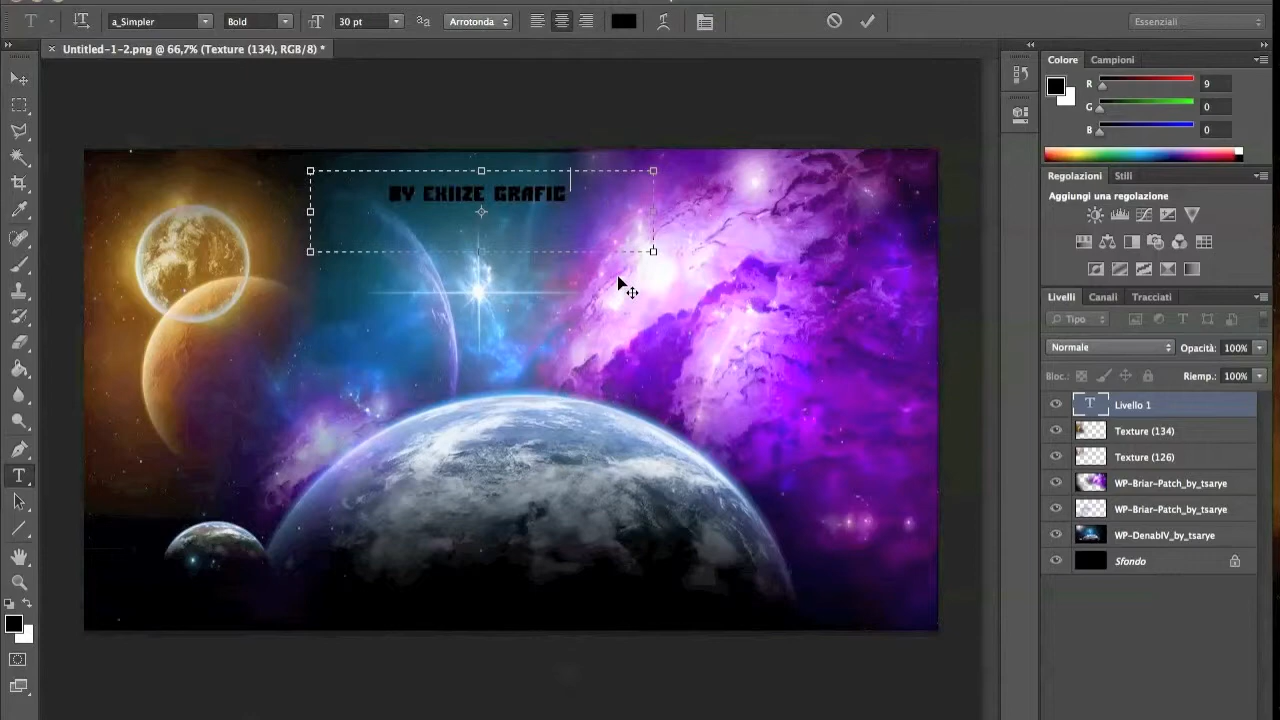 a_Simpler Bold 30 pt Arrotonda Essenziali
Untitled-1-2.png @ 66,7% (Texture (134), RGB/8) *
BY EXIIZE GRAFIC
Colore Campioni
R 9
G 0
B 0
Regolazioni Stili
Aggiungi una regolazione
Livelli Canali Tracciati
Tipo
Normale Opacità: 100%
Bloc.: Riemp.: 100%
T Livello 1
Texture (134)
Texture (126)
WP-Briar-Patch_by_tsarye
WP-Briar-Patch_by_tsarye
WP-DenabIV_by_tsarye
Sfondo